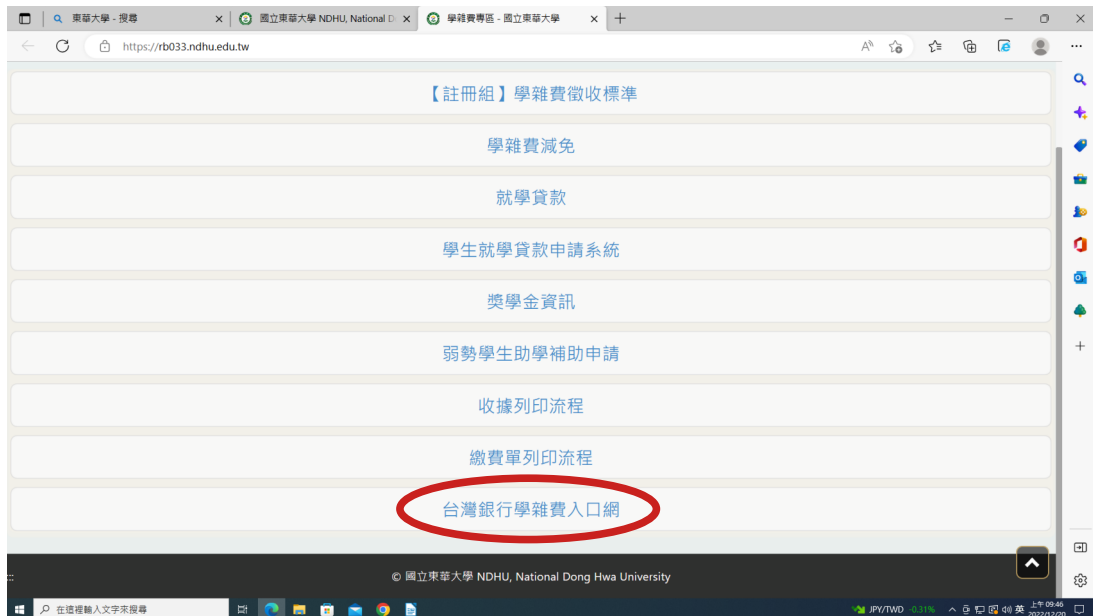 東華大學 - 搜尋
國立東華大學 NDHU, National D
學雜費專區 - 國立東華大學
https://rb033.ndhu.edu.tw
【註冊組】學雜費徵收標準
學雜費減免
就學貸款
學生就學貸款申請系統
獎學金資訊
弱勢學生助學補助申請
收據列印流程
繳費單列印流程
台灣銀行學雜費入口網
© 國立東華大學 NDHU, National Dong Hwa University
在這裡輸入文字來搜尋
JPY/TWD -0.31%
英
上午 09:46
2022/12/20